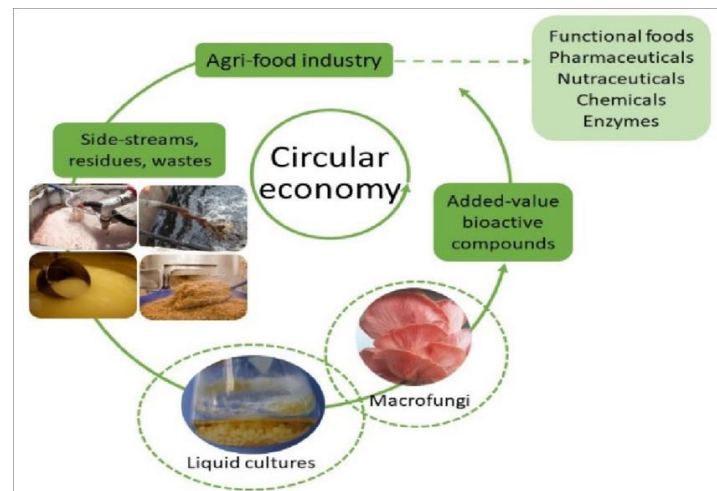 Agri-food industry
Functional foods
Pharmaceuticals
Nutraceuticals
Chemicals
Enzymes
Side-streams,
residues, wastes
Circular
economy
Added-value
bioactive
compounds
Macrofungi
Liquid cultures